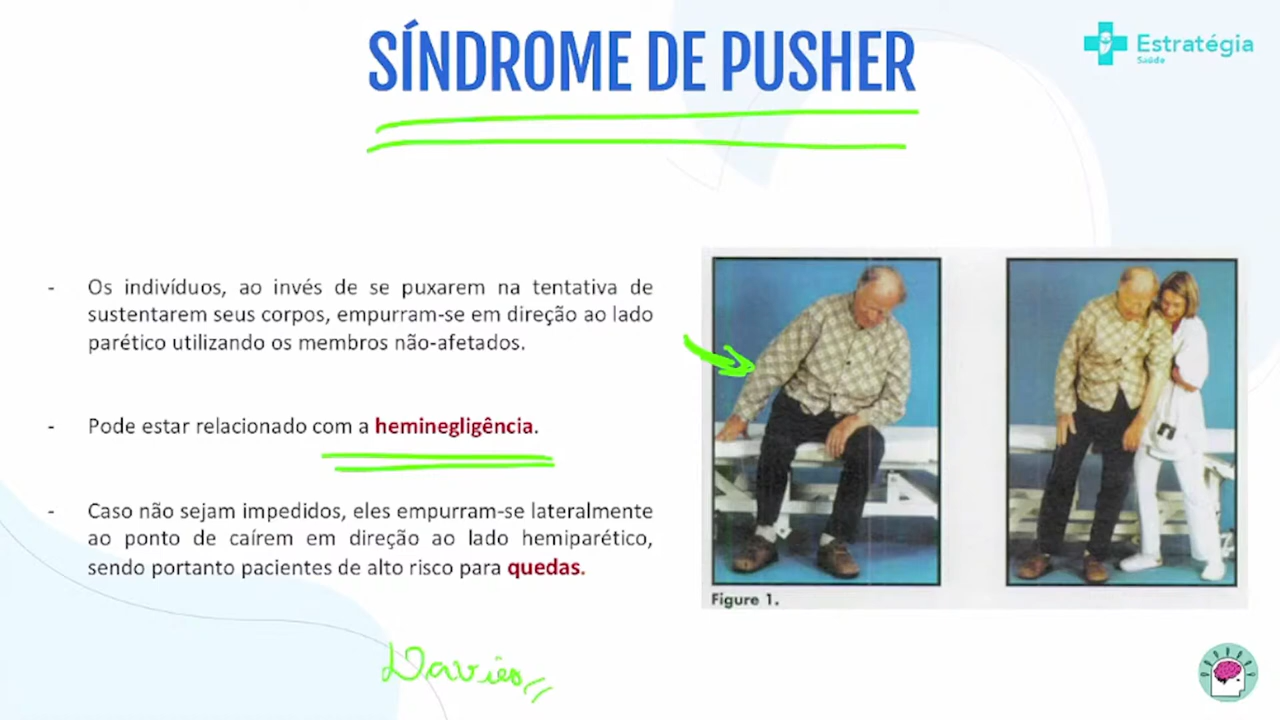 SÍNDROME DE PUSHER
Estratégia
Saúde
- Os indivíduos, ao invés de se puxarem na tentativa de
sustentarem seus corpos, empurram-se em direção ao lado
parético utilizando os membros não-afetados.
- Pode estar relacionado com a heminegligência.
- Caso não sejam impedidos, eles empurram-se lateralmente
ao ponto de caírem em direção ao lado hemiparético,
sendo portanto pacientes de alto risco para quedas.
Figure 1.
Davies